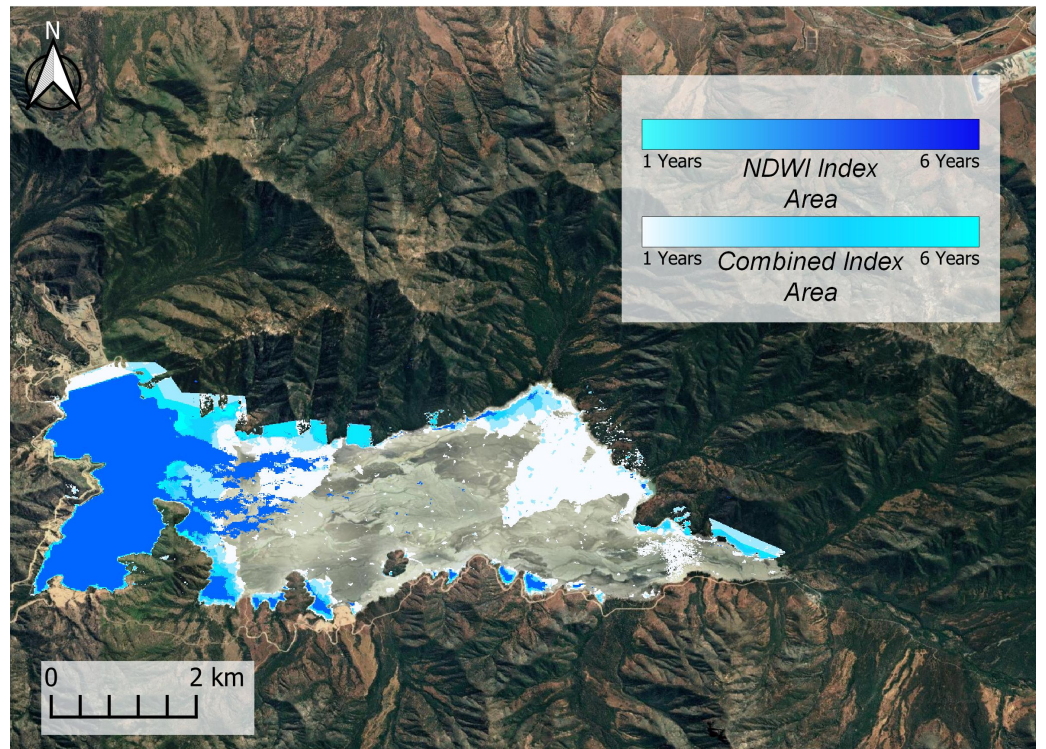 N
1 Years 6 Years
NDWI Index
Area
1 Years Combined Index 6 Years
Area
0 2 km